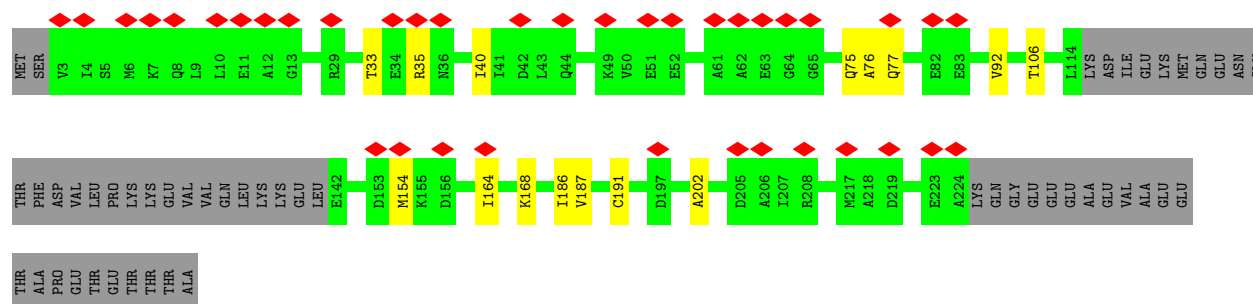 MET SER V3 I4 S5 M6 K7 Q8 L9 L10 E11 A12 G13 R29 T33 E34 R35 N36 I40 I41 D42 L43 Q44 K49 V50 E51 E52 A61 A62 E63 G64 G65 Q75 A76 Q77 E82 E83 V92 T106 L114 LYS ASP ILE GLU LYS MET GLN GLU ASN
THR PHE ASP VAL LEU PRO LYS LYS GLU VAL VAL GLN LEU LYS LYS GLU LEU E142 D153 M154 K155 D156 I164 K168 I186 V187 C191 D197 A202 D205 A206 I207 R208 M217 A218 D219 E223 A224 LYS GLN GLY GLU GLU GLU GLU ALA GLU VAL ALA GLU GLU
THR ALA PRO GLU THR GLU THR THR THR ALA